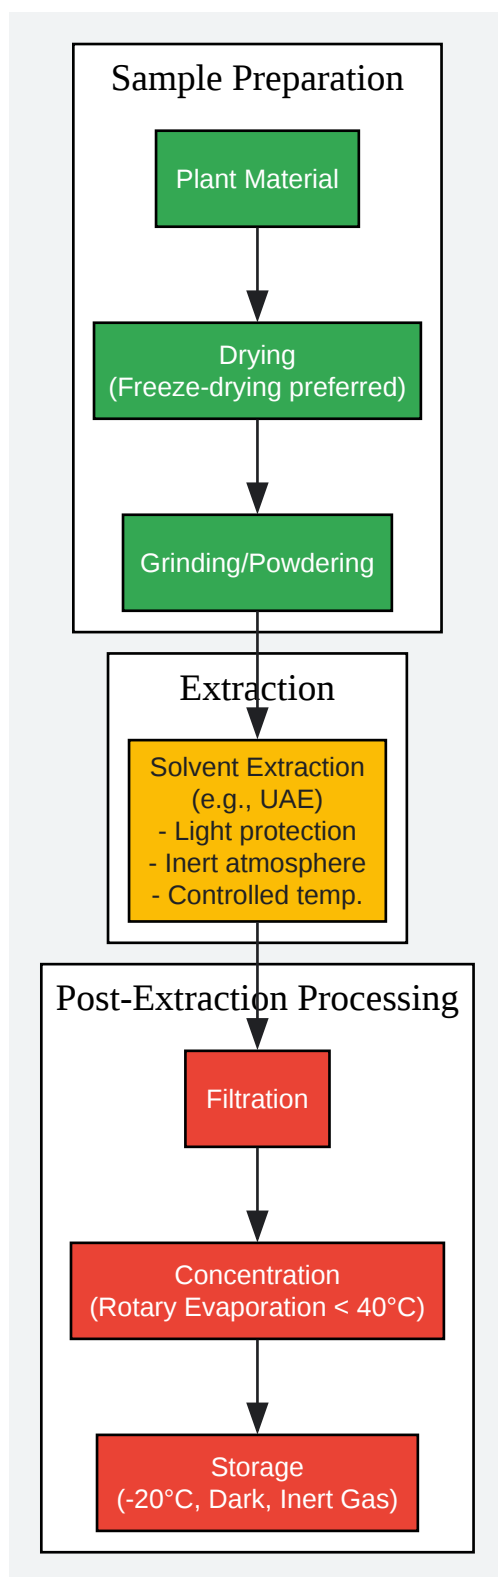 Sample Preparation
Plant Material
Drying
(Freeze-drying preferred)
Grinding/Powdering
Extraction
Solvent Extraction
(e.g., UAE)
- Light protection
- Inert atmosphere
- Controlled temp.
Post-Extraction Processing
Filtration
Concentration
(Rotary Evaporation < 40°C)
Storage
(-20°C, Dark, Inert Gas)